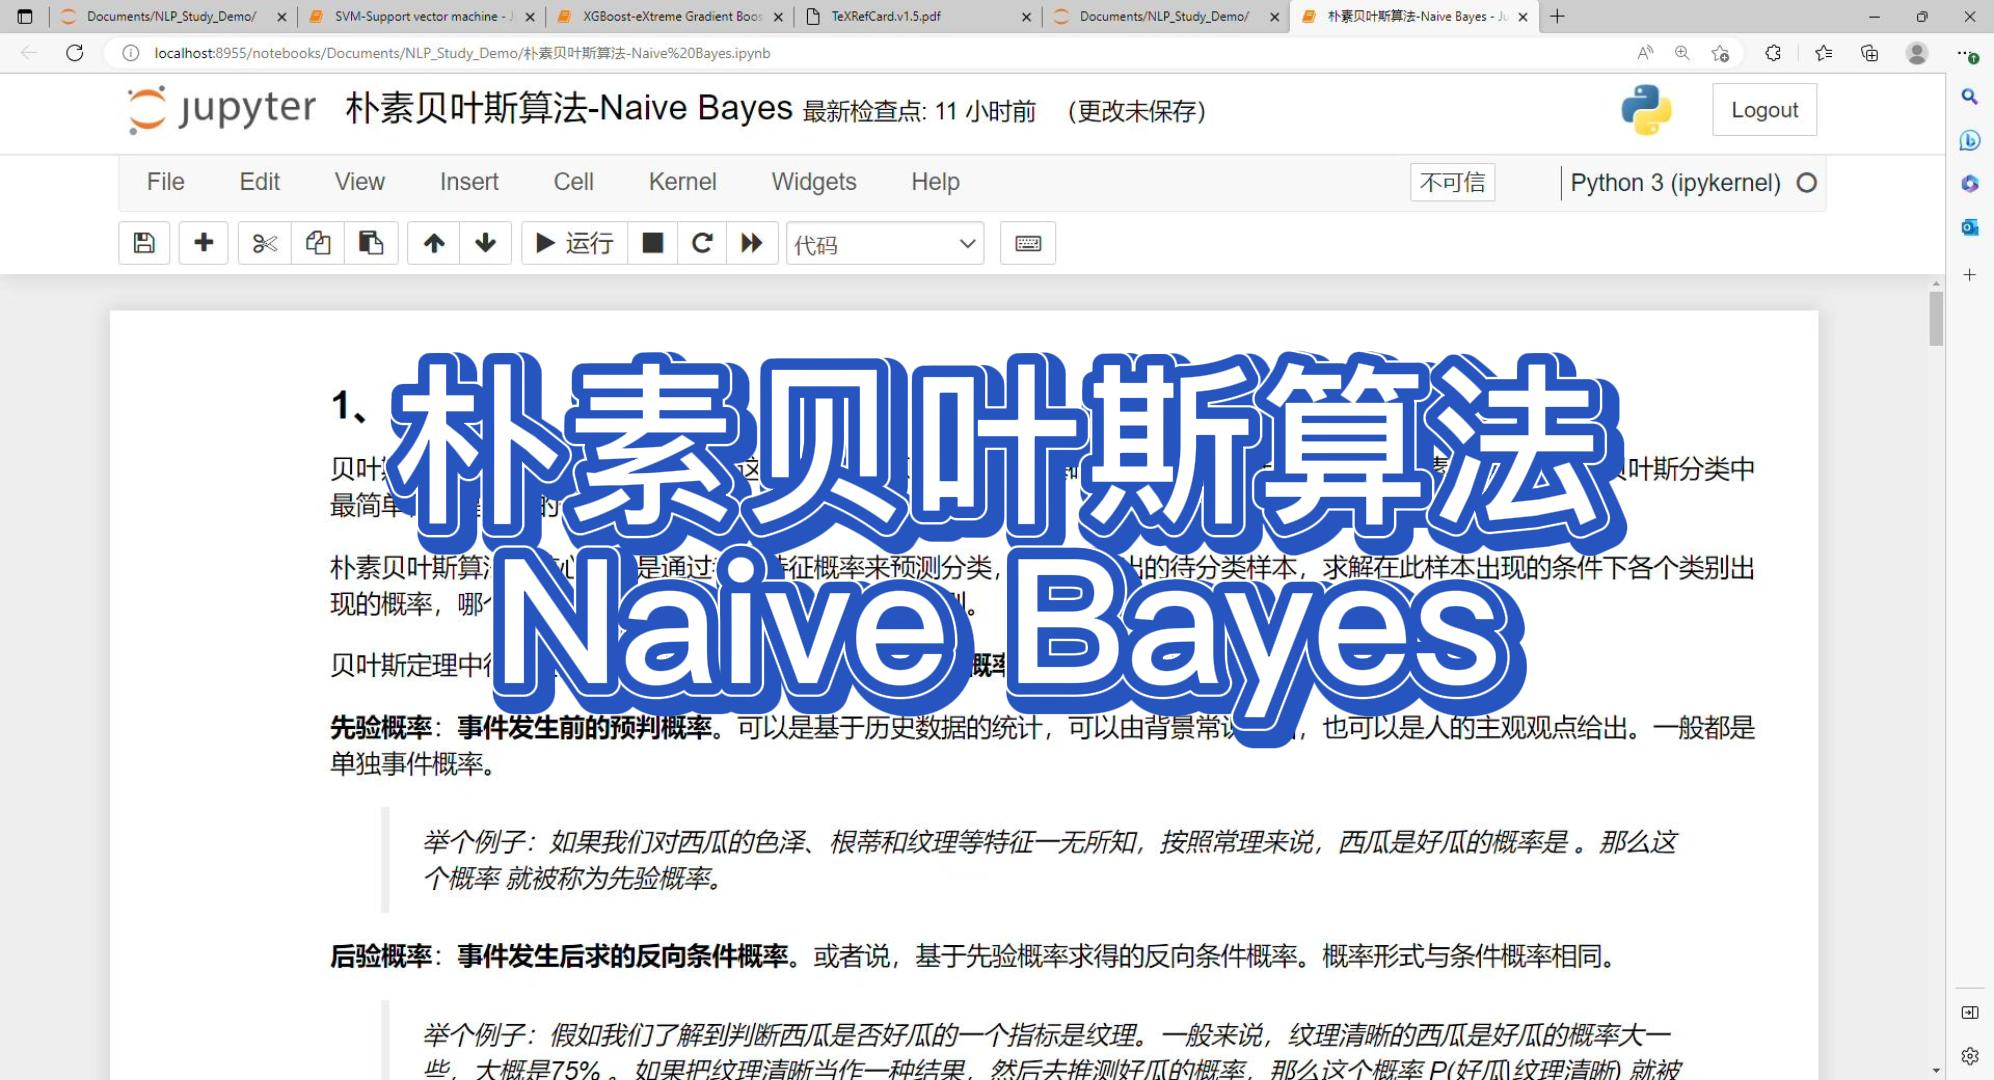 Documents/NLP_Study_Demo/
SVM-Support vector machine - J
XGBoost-eXtreme Gradient Boos
TeXRefCard.v1.5.pdf
Documents/NLP_Study_Demo/
朴素贝叶斯算法-Naive Bayes - Ju
localhost:8955/notebooks/Documents/NLP_Study_Demo/朴素贝叶斯算法-Naive%20Bayes.ipynb
jupyter 朴素贝叶斯算法-Naive Bayes 最新检查点: 11 小时前 (更改未保存)
Logout
File Edit View Insert Cell Kernel Widgets Help
不可信
Python 3 (ipykernel)
运行
代码
朴素贝叶斯算法
Naive Bayes
1、
贝叶 这 贝叶斯分类中
最简单 的
朴素贝叶斯算法 是通过 特征概率来预测分类, 出的待分类样本，求解在此样本出现的条件下各个类别出
现的概率，哪个 。
贝叶斯定理中 概率
先验概率：事件发生前的预判概率。可以是基于历史数据的统计，可以由背景常识 ，也可以是人的主观观点给出。一般都是
单独事件概率。
举个例子：如果我们对西瓜的色泽、根蒂和纹理等特征一无所知，按照常理来说，西瓜是好瓜的概率是 。那么这
个概率 就被称为先验概率。
后验概率：事件发生后求的反向条件概率。或者说，基于先验概率求得的反向条件概率。概率形式与条件概率相同。
举个例子：假如我们了解到判断西瓜是否好瓜的一个指标是纹理。一般来说，纹理清晰的西瓜是好瓜的概率大一
些，大概是75% 。如果把纹理清晰当作一种结果，然后去推测好瓜的概率，那么这个概率 P(好瓜|纹理清晰) 就被